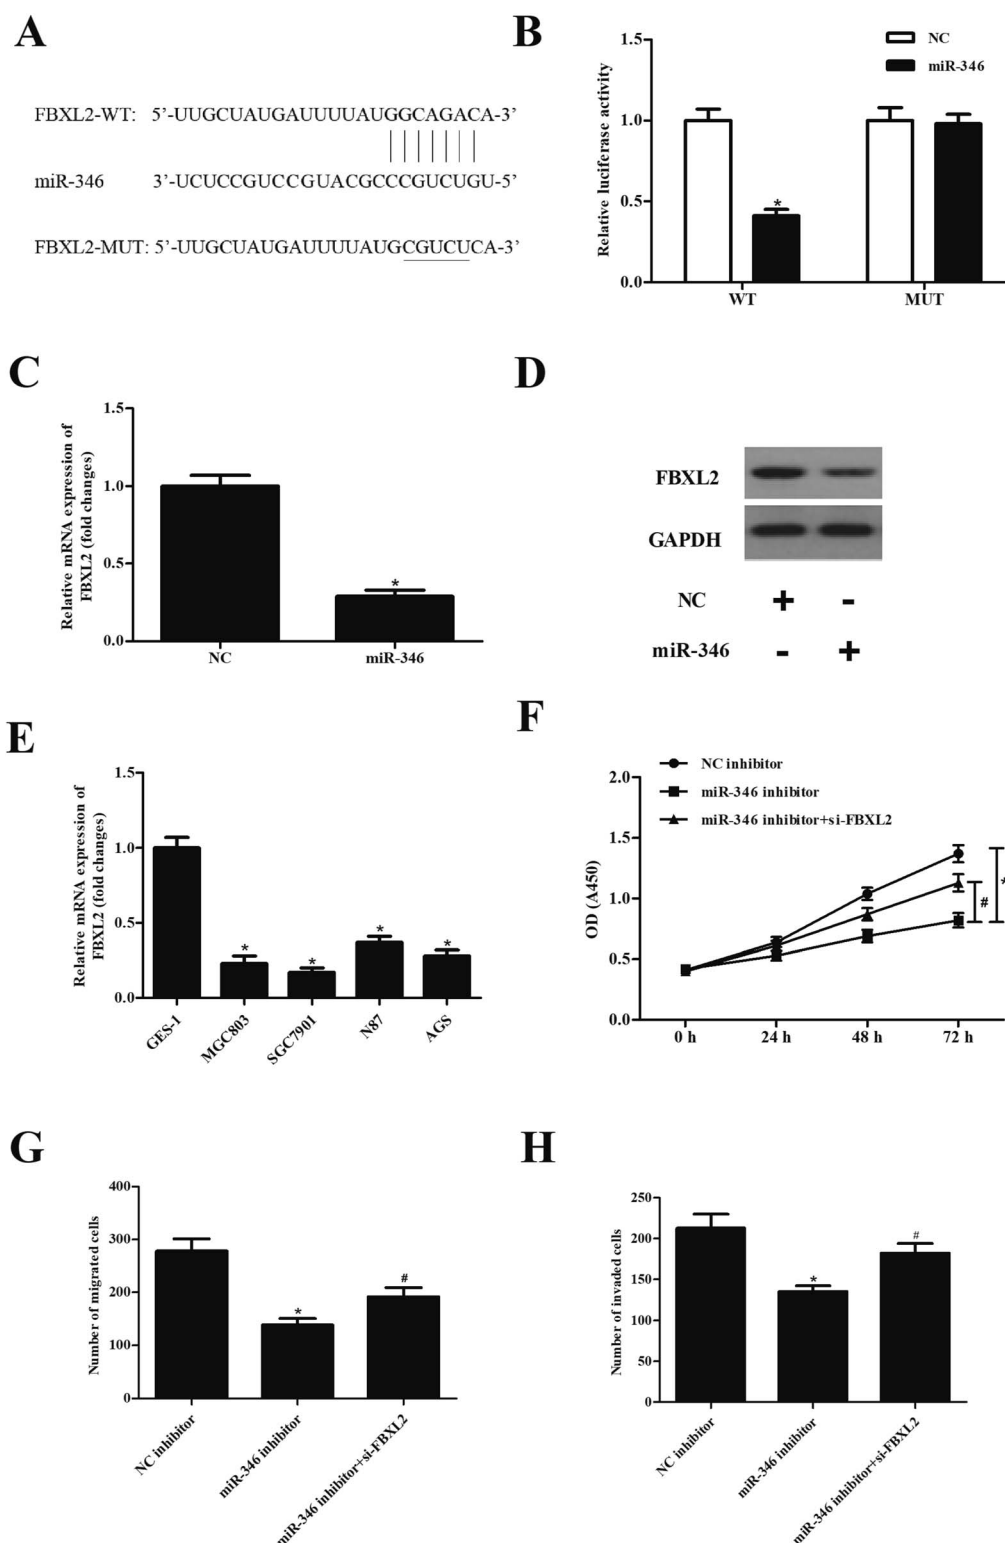 A
FBXL2-WT: 5’-UUGCUAUGAUUUUAUGGCAGACA-3’
miR-346 3’-UCUCCGUCCGUACGCCCGUCUGU-5’
FBXL2-MUT: 5’-UUGCUAUGAUUUUAUGCGUCUCA-3’
B
NC
miR-346
Relative luciferase activity
1.5
1.0
0.5
0.0
WT MUT
*
C
Relative mRNA expression of
FBXL2 (fold changes)
1.5
1.0
0.5
0.0
*
NC miR-346
D
FBXL2
GAPDH
NC + -
miR-346 - +
E
Relative mRNA expression of
FBXL2 (fold changes)
1.5
1.0
0.5
0.0
* * * *
GES-1 MGC803 SGC7901 N87 AGS
F
NC inhibitor
miR-346 inhibitor
miR-346 inhibitor+si-FBXL2
OD (A450)
2.0
1.5
1.0
0.5
0.0
0 h 24 h 48 h 72 h
# *
G
Number of migrated cells
400
300
200
100
0
* #
NC inhibitor miR-346 inhibitor miR-346 inhibitor+si-FBXL2
H
Number of invaded cells
250
200
150
100
50
0
* #
NC inhibitor miR-346 inhibitor miR-346 inhibitor+si-FBXL2